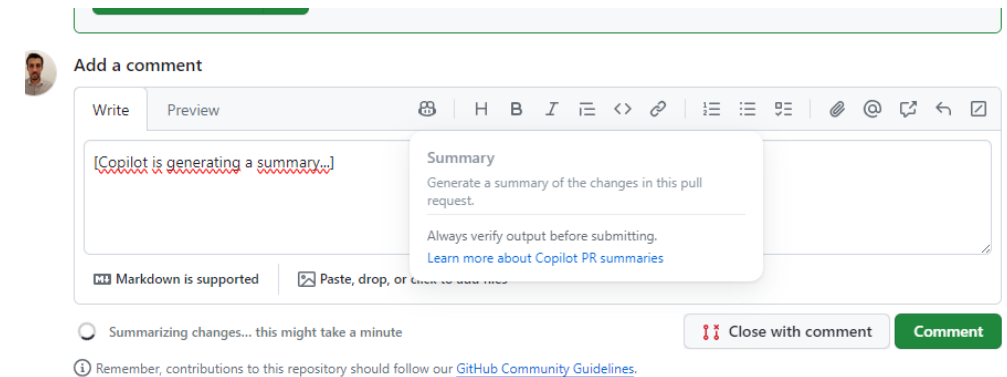 Add a comment
Write Preview
[Copilot is generating a summary...]
Summary
Generate a summary of the changes in this pull
request.
Always verify output before submitting.
Learn more about Copilot PR summaries
Markdown is supported
Paste, drop, or click to add files
Summarizing changes... this might take a minute
Close with comment
Comment
Remember, contributions to this repository should follow our GitHub Community Guidelines.